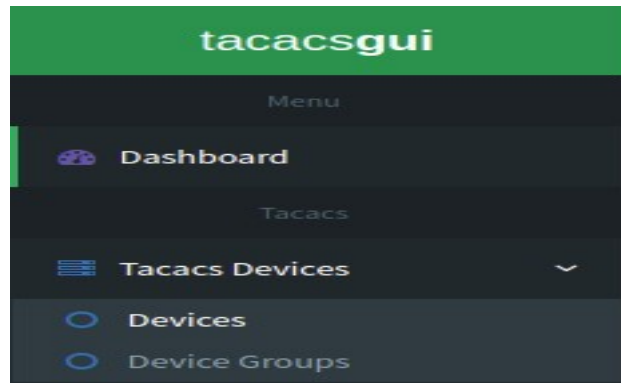 tacacsgui
Menu
Dashboard
Tacacs
Tacacs Devices
Devices
Device Groups